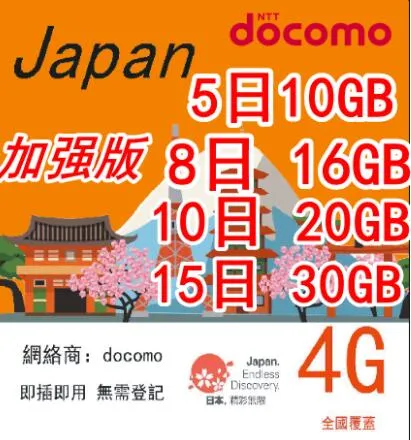 Japan
NTT
döcomo
5日10GB
加强版
8日 16GB
10日 20GB
15日 30GB
網絡商：docomo
即插即用 無需登記
Japan.
Endless
Discovery.
日本。精彩無限
4G
全國覆蓋